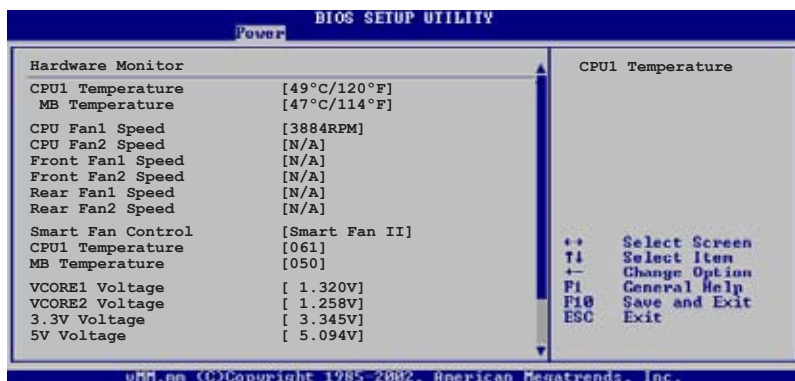 BIOS SETUP UTILITY
Power
Hardware Monitor
CPU1 Temperature [49°C/120°F]
MB Temperature [47°C/114°F]
CPU Fan1 Speed [3884RPM]
CPU Fan2 Speed [N/A]
Front Fan1 Speed [N/A]
Front Fan2 Speed [N/A]
Rear Fan1 Speed [N/A]
Rear Fan2 Speed [N/A]
Smart Fan Control [Smart Fan II]
CPU1 Temperature [061]
MB Temperature [050]
VCORE1 Voltage [ 1.320V]
VCORE2 Voltage [ 1.258V]
3.3V Voltage [ 3.345V]
5V Voltage [ 5.094V]
CPU1 Temperature
↔ Select Screen
↑↓ Select Item
+- Change Option
F1 General Help
F10 Save and Exit
ESC Exit
vMM.mm (C)Copyright 1985-2002, American Megatrends, Inc.